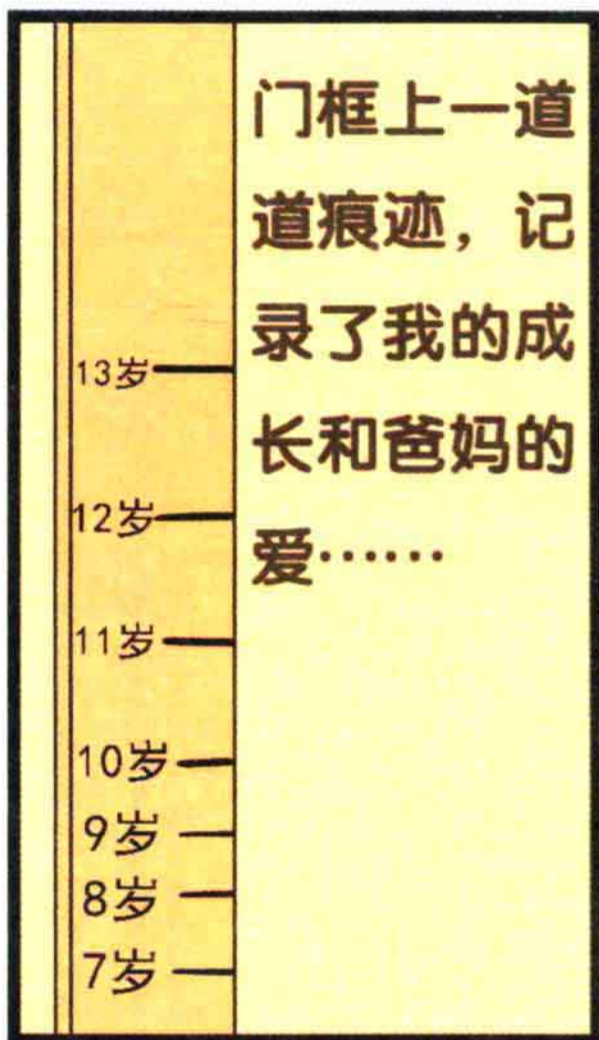 门框上一道
道痕迹，记
录了我的成
长和爸妈的
爱……
13岁
12岁
11岁
10岁
9岁
8岁
7岁